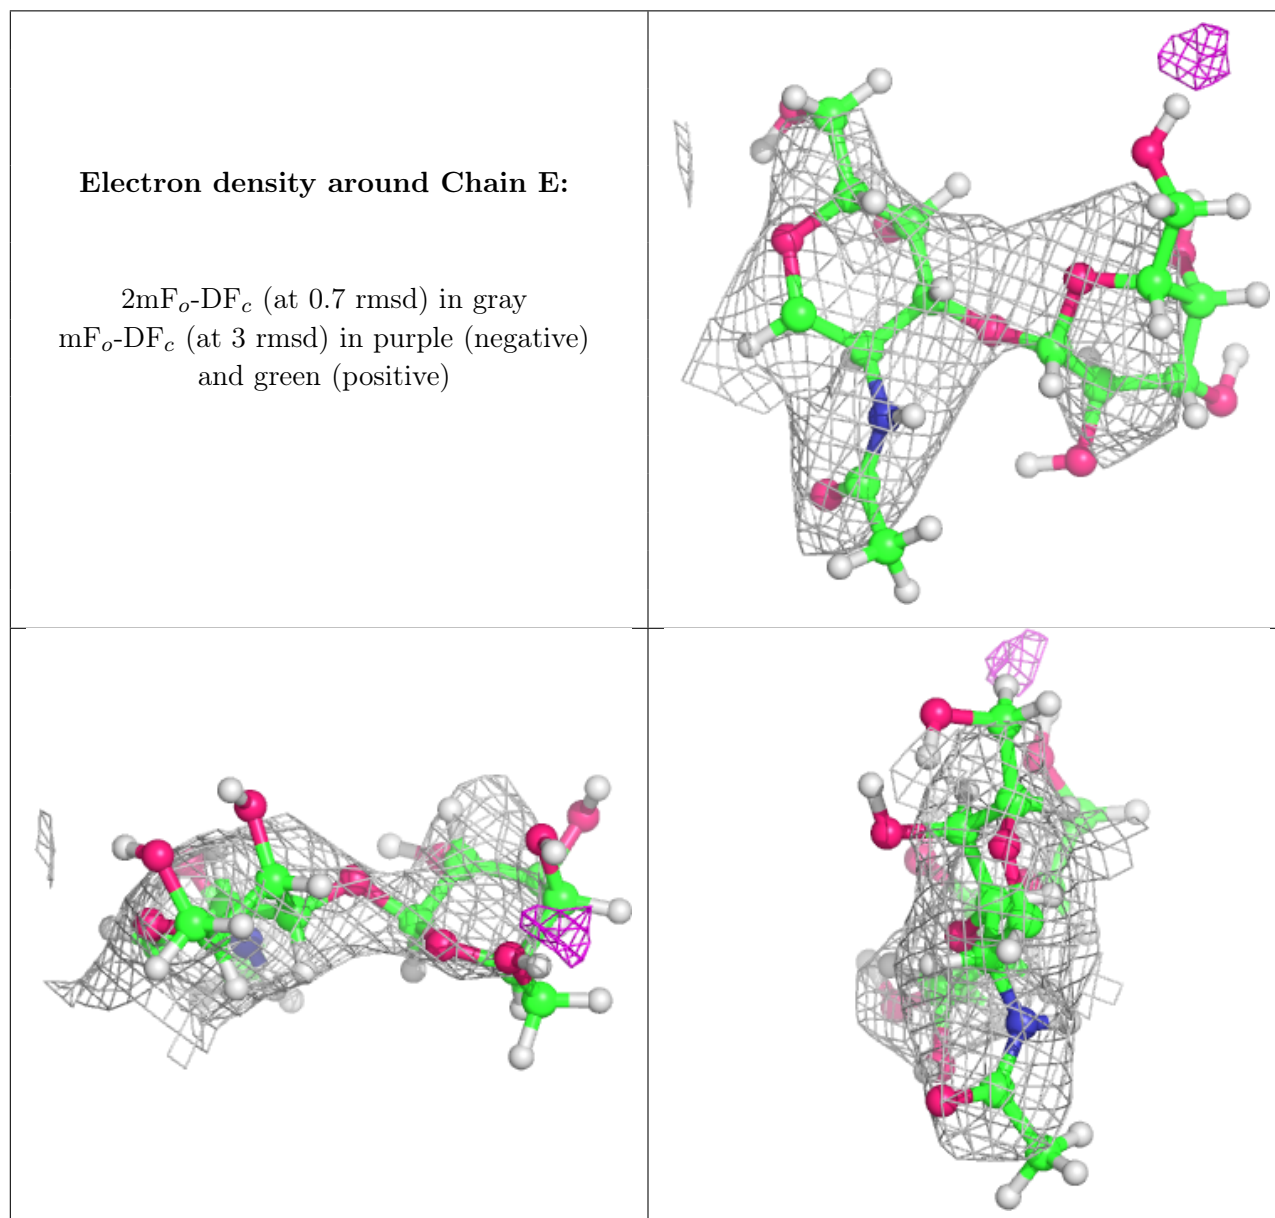 Electron density around Chain E:
2mFₒ-DF𝒸 (at 0.7 rmsd) in gray
mFₒ-DF𝒸 (at 3 rmsd) in purple (negative)
and green (positive)